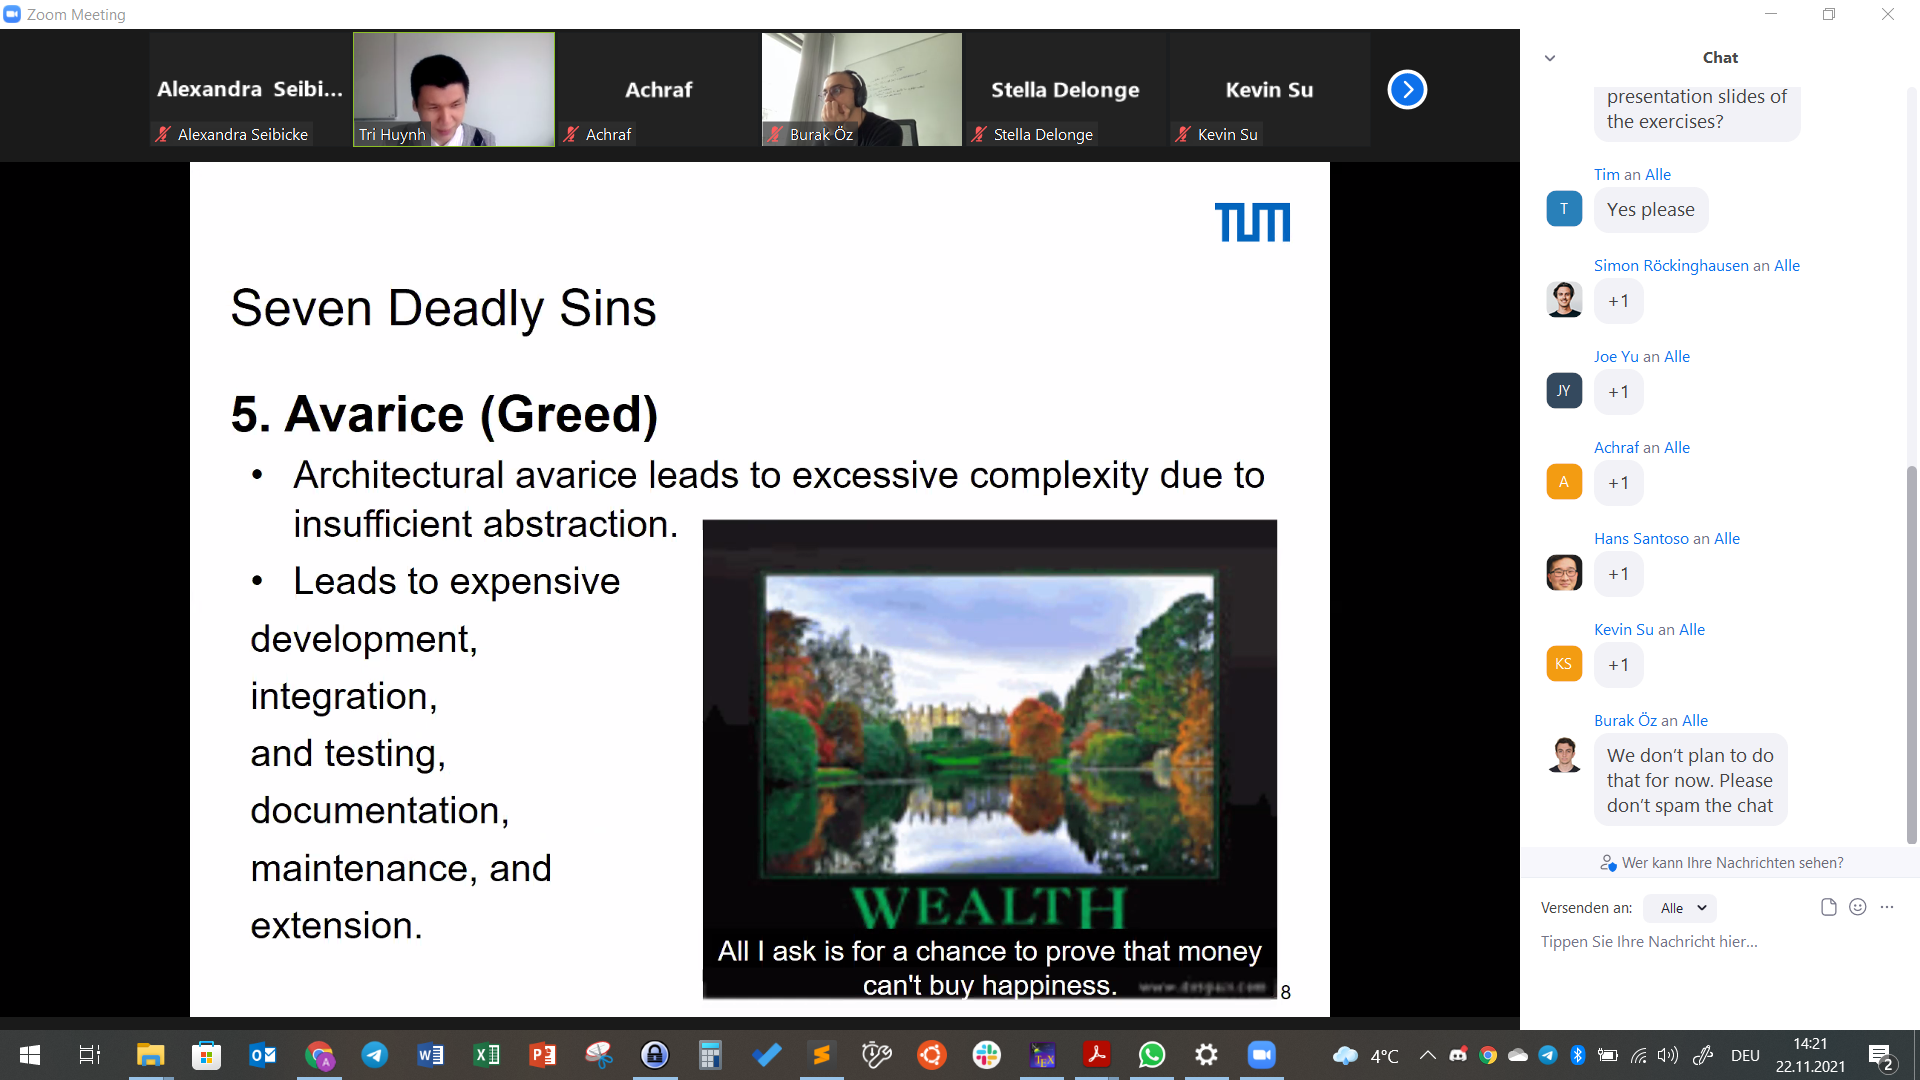 Zoom Meeting
Alexandra Seibi...
Achraf
Stella Delonge
Kevin Su
Alexandra Seibicke
Tri Huynh
Achraf
Burak Öz
Stella Delonge
Kevin Su
TUM
Seven Deadly Sins
5. Avarice (Greed)
• Architectural avarice leads to excessive complexity due to
insufficient abstraction.
• Leads to expensive
development,
integration,
and testing,
documentation,
maintenance, and
extension.
WEALTH
All I ask is for a chance to prove that money
can't buy happiness.
8
Chat
presentation slides of
the exercises?
Tim an Alle
T
Yes please
Simon Röckinghausen an Alle
+1
Joe Yu an Alle
JY
+1
Achraf an Alle
A
+1
Hans Santoso an Alle
+1
Kevin Su an Alle
KS
+1
Burak Öz an Alle
We don’t plan to do
that for now. Please
don’t spam the chat
Wer kann Ihre Nachrichten sehen?
Versenden an: Alle
Tippen Sie Ihre Nachricht hier...
4°C
DEU
14:21
22.11.2021
2